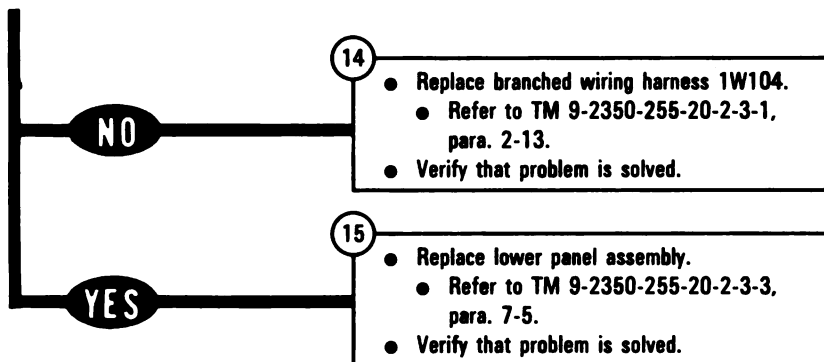 14
● Replace branched wiring harness 1W104.
● Refer to TM 9-2350-255-20-2-3-1,
para. 2-13.
● Verify that problem is solved.
NO
15
● Replace lower panel assembly.
● Refer to TM 9-2350-255-20-2-3-3,
para. 7-5.
● Verify that problem is solved.
YES